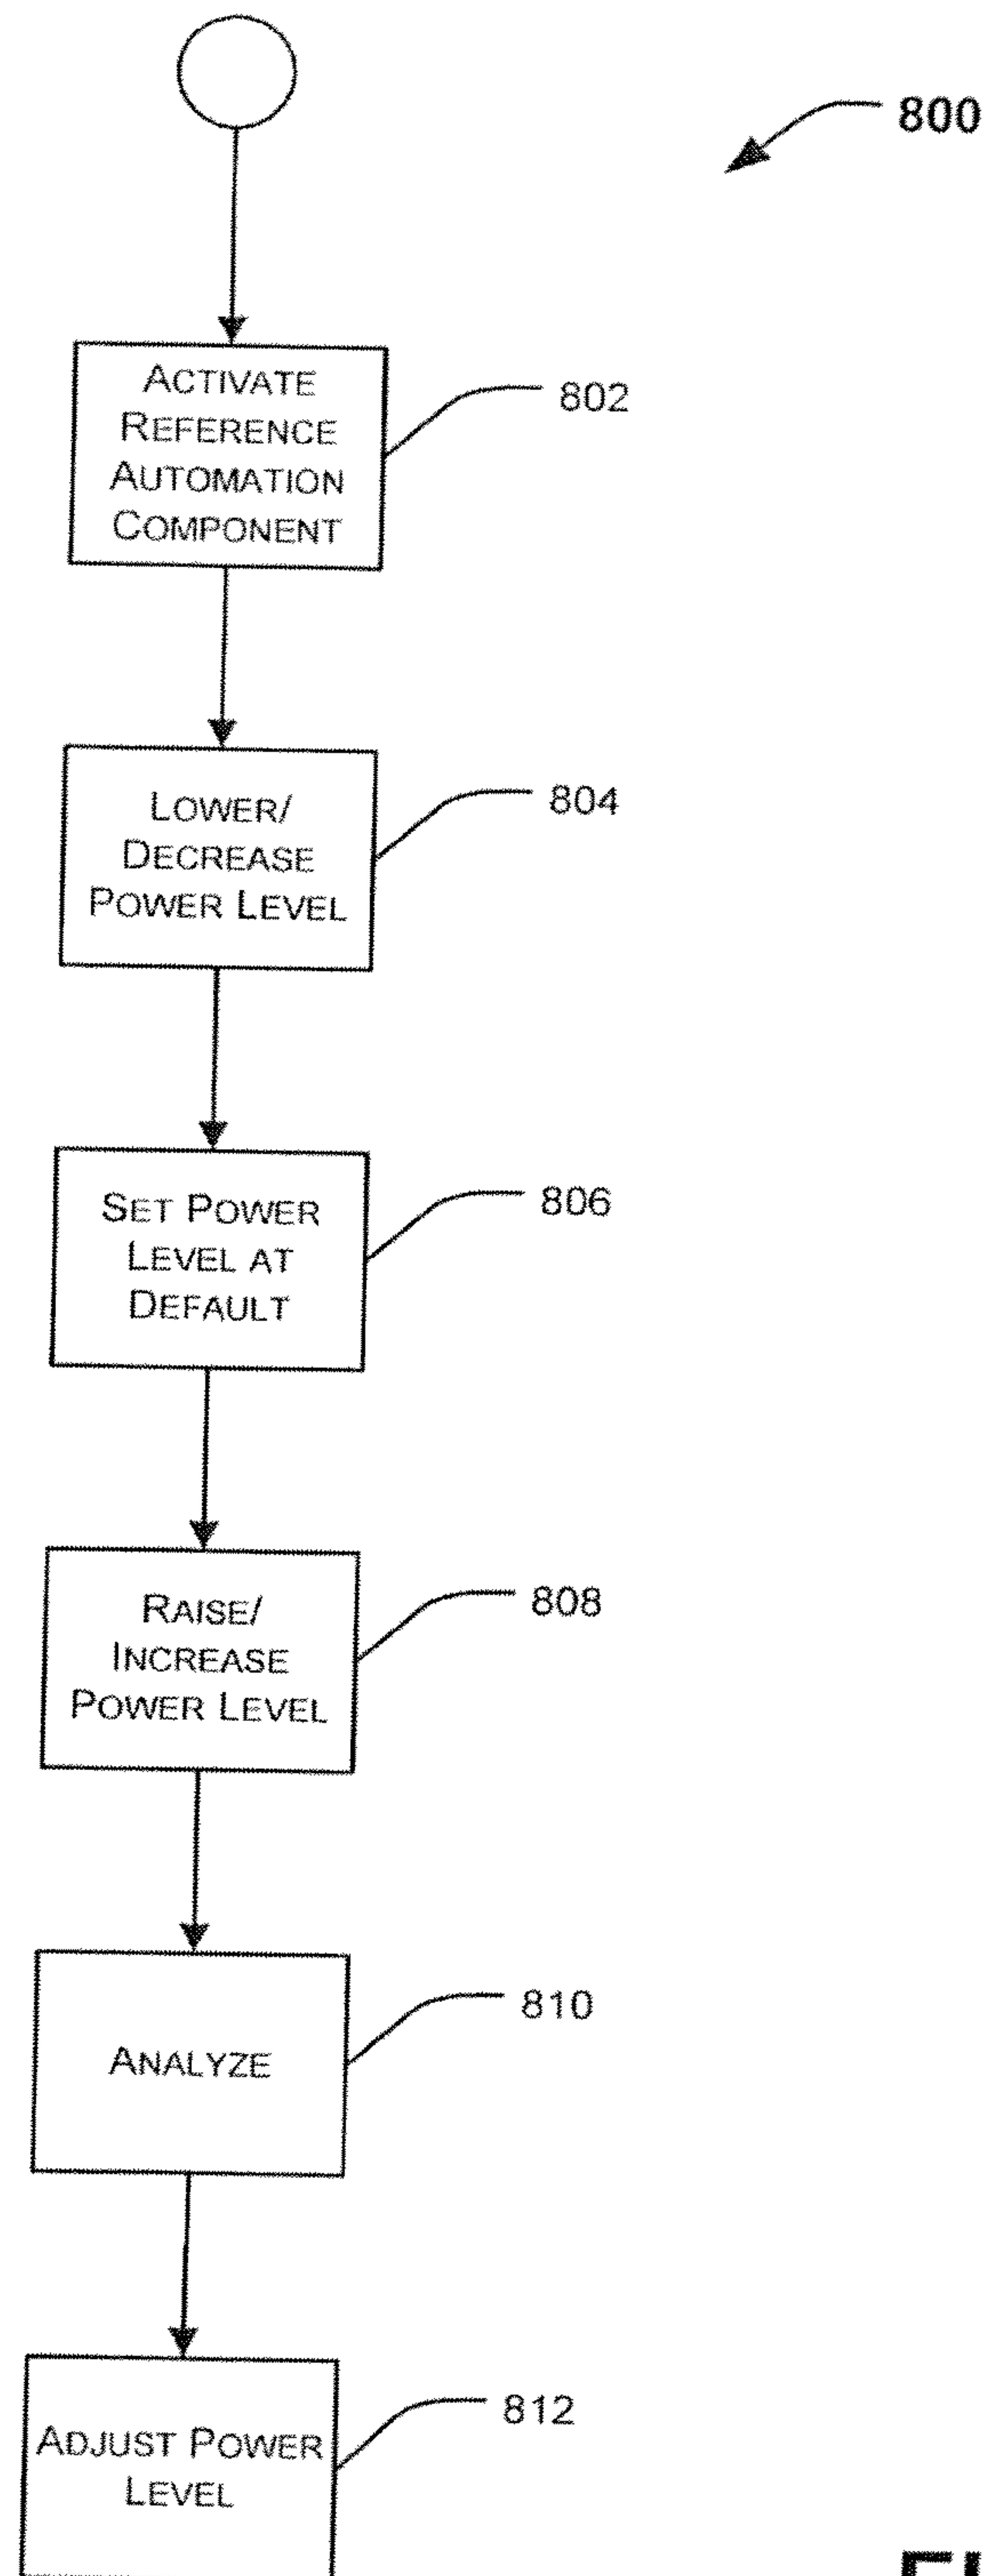 800
ACTIVATE
REFERENCE
AUTOMATION
COMPONENT
802
LOWER/
DECREASE
POWER LEVEL
804
SET POWER
LEVEL AT
DEFAULT
806
RAISE/
INCREASE
POWER LEVEL
808
ANALYZE
810
ADJUST POWER
LEVEL
812